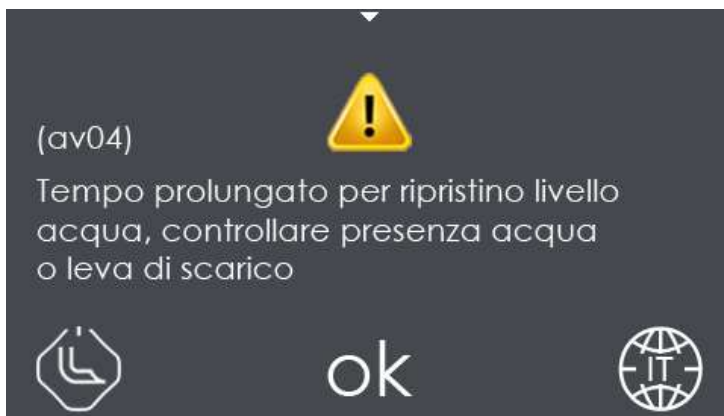 (av04)
Tempo prolungato per ripristino livello
acqua, controllare presenza acqua
o leva di scarico
ok
IT